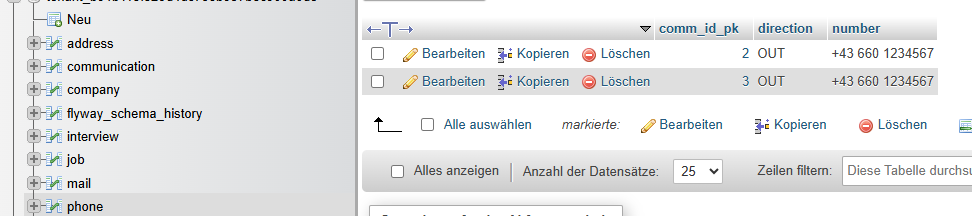 Neu
address
communication
company
flyway_schema_history
interview
job
mail
phone
comm_id_pk direction number
Bearbeiten Kopieren Löschen 2 OUT +43 660 1234567
Bearbeiten Kopieren Löschen 3 OUT +43 660 1234567
Alle auswählen markierte: Bearbeiten Kopieren Löschen
Alles anzeigen Anzahl der Datensätze: 25 Zeilen filtern: Diese Tabelle durchsu